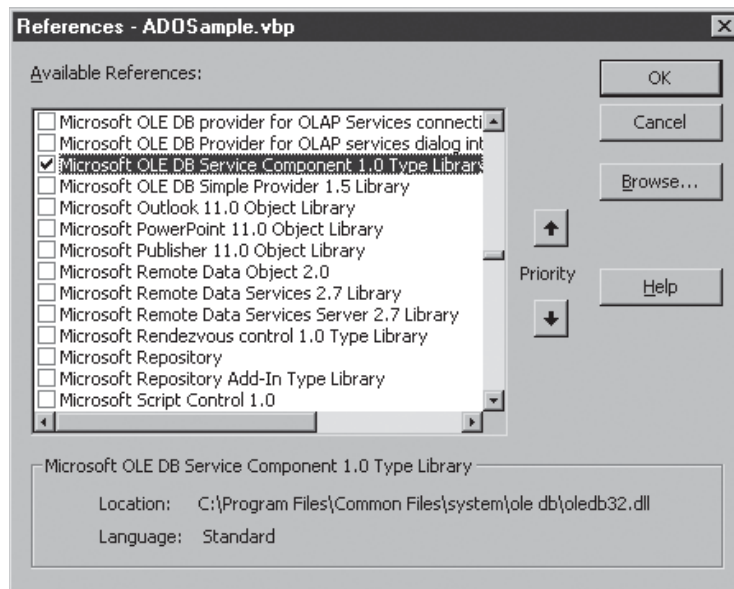 References - ADOSample.vbp
Available References:
Microsoft OLE DB provider for OLAP Services connecti
Microsoft OLE DB Provider for OLAP services dialog int
Microsoft OLE DB Service Component 1.0 Type Library
Microsoft OLE DB Simple Provider 1.5 Library
Microsoft Outlook 11.0 Object Library
Microsoft PowerPoint 11.0 Object Library
Microsoft Publisher 11.0 Object Library
Microsoft Remote Data Object 2.0
Microsoft Remote Data Services 2.7 Library
Microsoft Remote Data Services Server 2.7 Library
Microsoft Rendezvous control 1.0 Type Library
Microsoft Repository
Microsoft Repository Add-In Type Library
Microsoft Script Control 1.0
Priority
OK
Cancel
Browse...
Help
Microsoft OLE DB Service Component 1.0 Type Library
Location: C:\Program Files\Common Files\system\ole db\oledb32.dll
Language: Standard